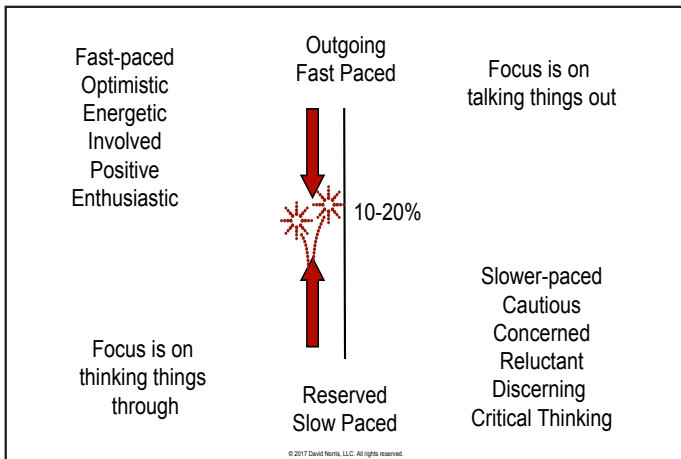 Fast-paced
Optimistic
Energetic
Involved
Positive
Enthusiastic
Outgoing
Fast Paced
Focus is on
talking things out
10-20%
Focus is on
thinking things
through
Reserved
Slow Paced
Slower-paced
Cautious
Concerned
Reluctant
Discerning
Critical Thinking
© 2017 David Norris, LLC. All rights reserved.